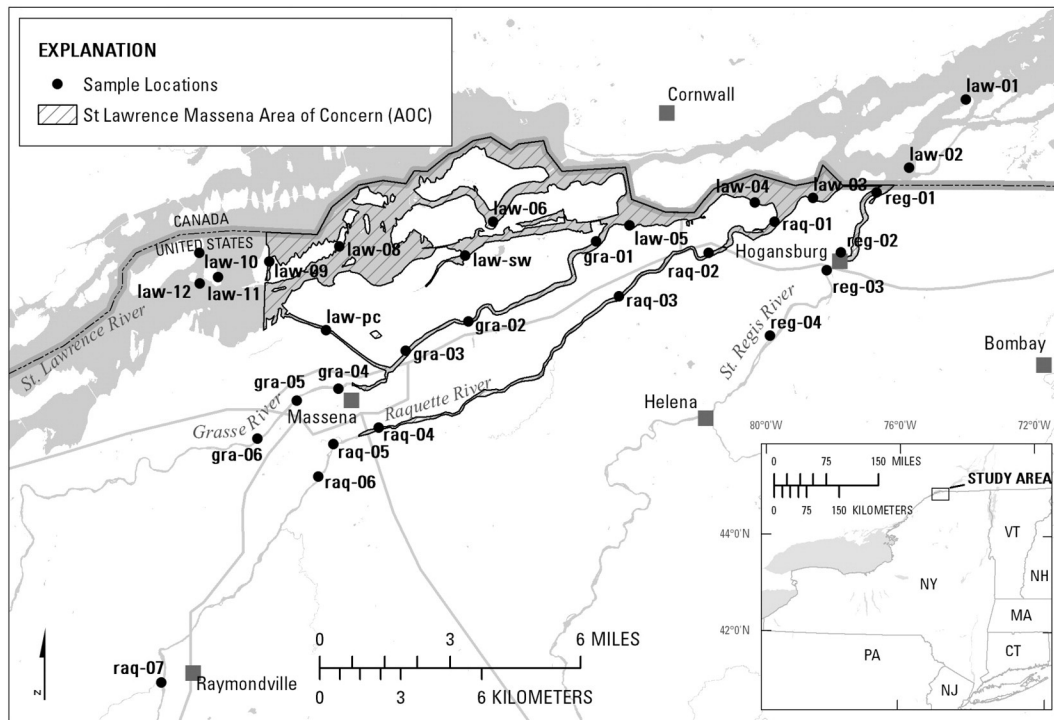 EXPLANATION
Sample Locations
St Lawrence Massena Area of Concern (AOC)
Cornwall
law-01
law-02
law-03
law-04
reg-01
law-06
raq-01
CANADA
UNITED STATES
law-08
law-05
Hogansburg
reg-02
law-10
law-09
law-sw
gra-01
raq-02
reg-03
law-12
law-11
raq-03
St. Lawrence River
law-pc
gra-02
reg-04
St. Regis River
gra-03
Bombay
gra-05
gra-04
Massena
Raquette River
Helena
Grasse River
gra-06
raq-04
raq-05
raq-06
80°0'W
76°0'W
72°0'W
0 75 150 MILES
STUDY AREA
0 75 150 KILOMETERS
44°0'N
VT
NH
NY
MA
42°0'N
PA
CT
NJ
0 3 6 MILES
0 3 6 KILOMETERS
raq-07
Raymondville
z